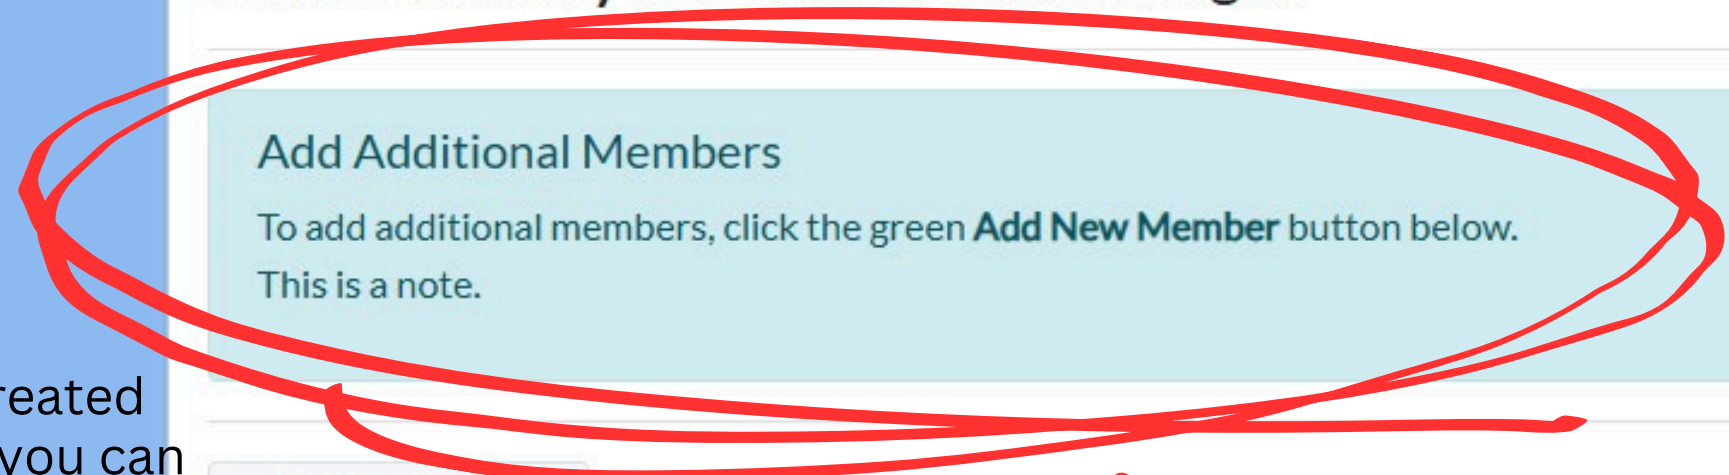 Add Additional Members
To add additional members, click the green Add New Member button below.
This is a note.
reated
you can